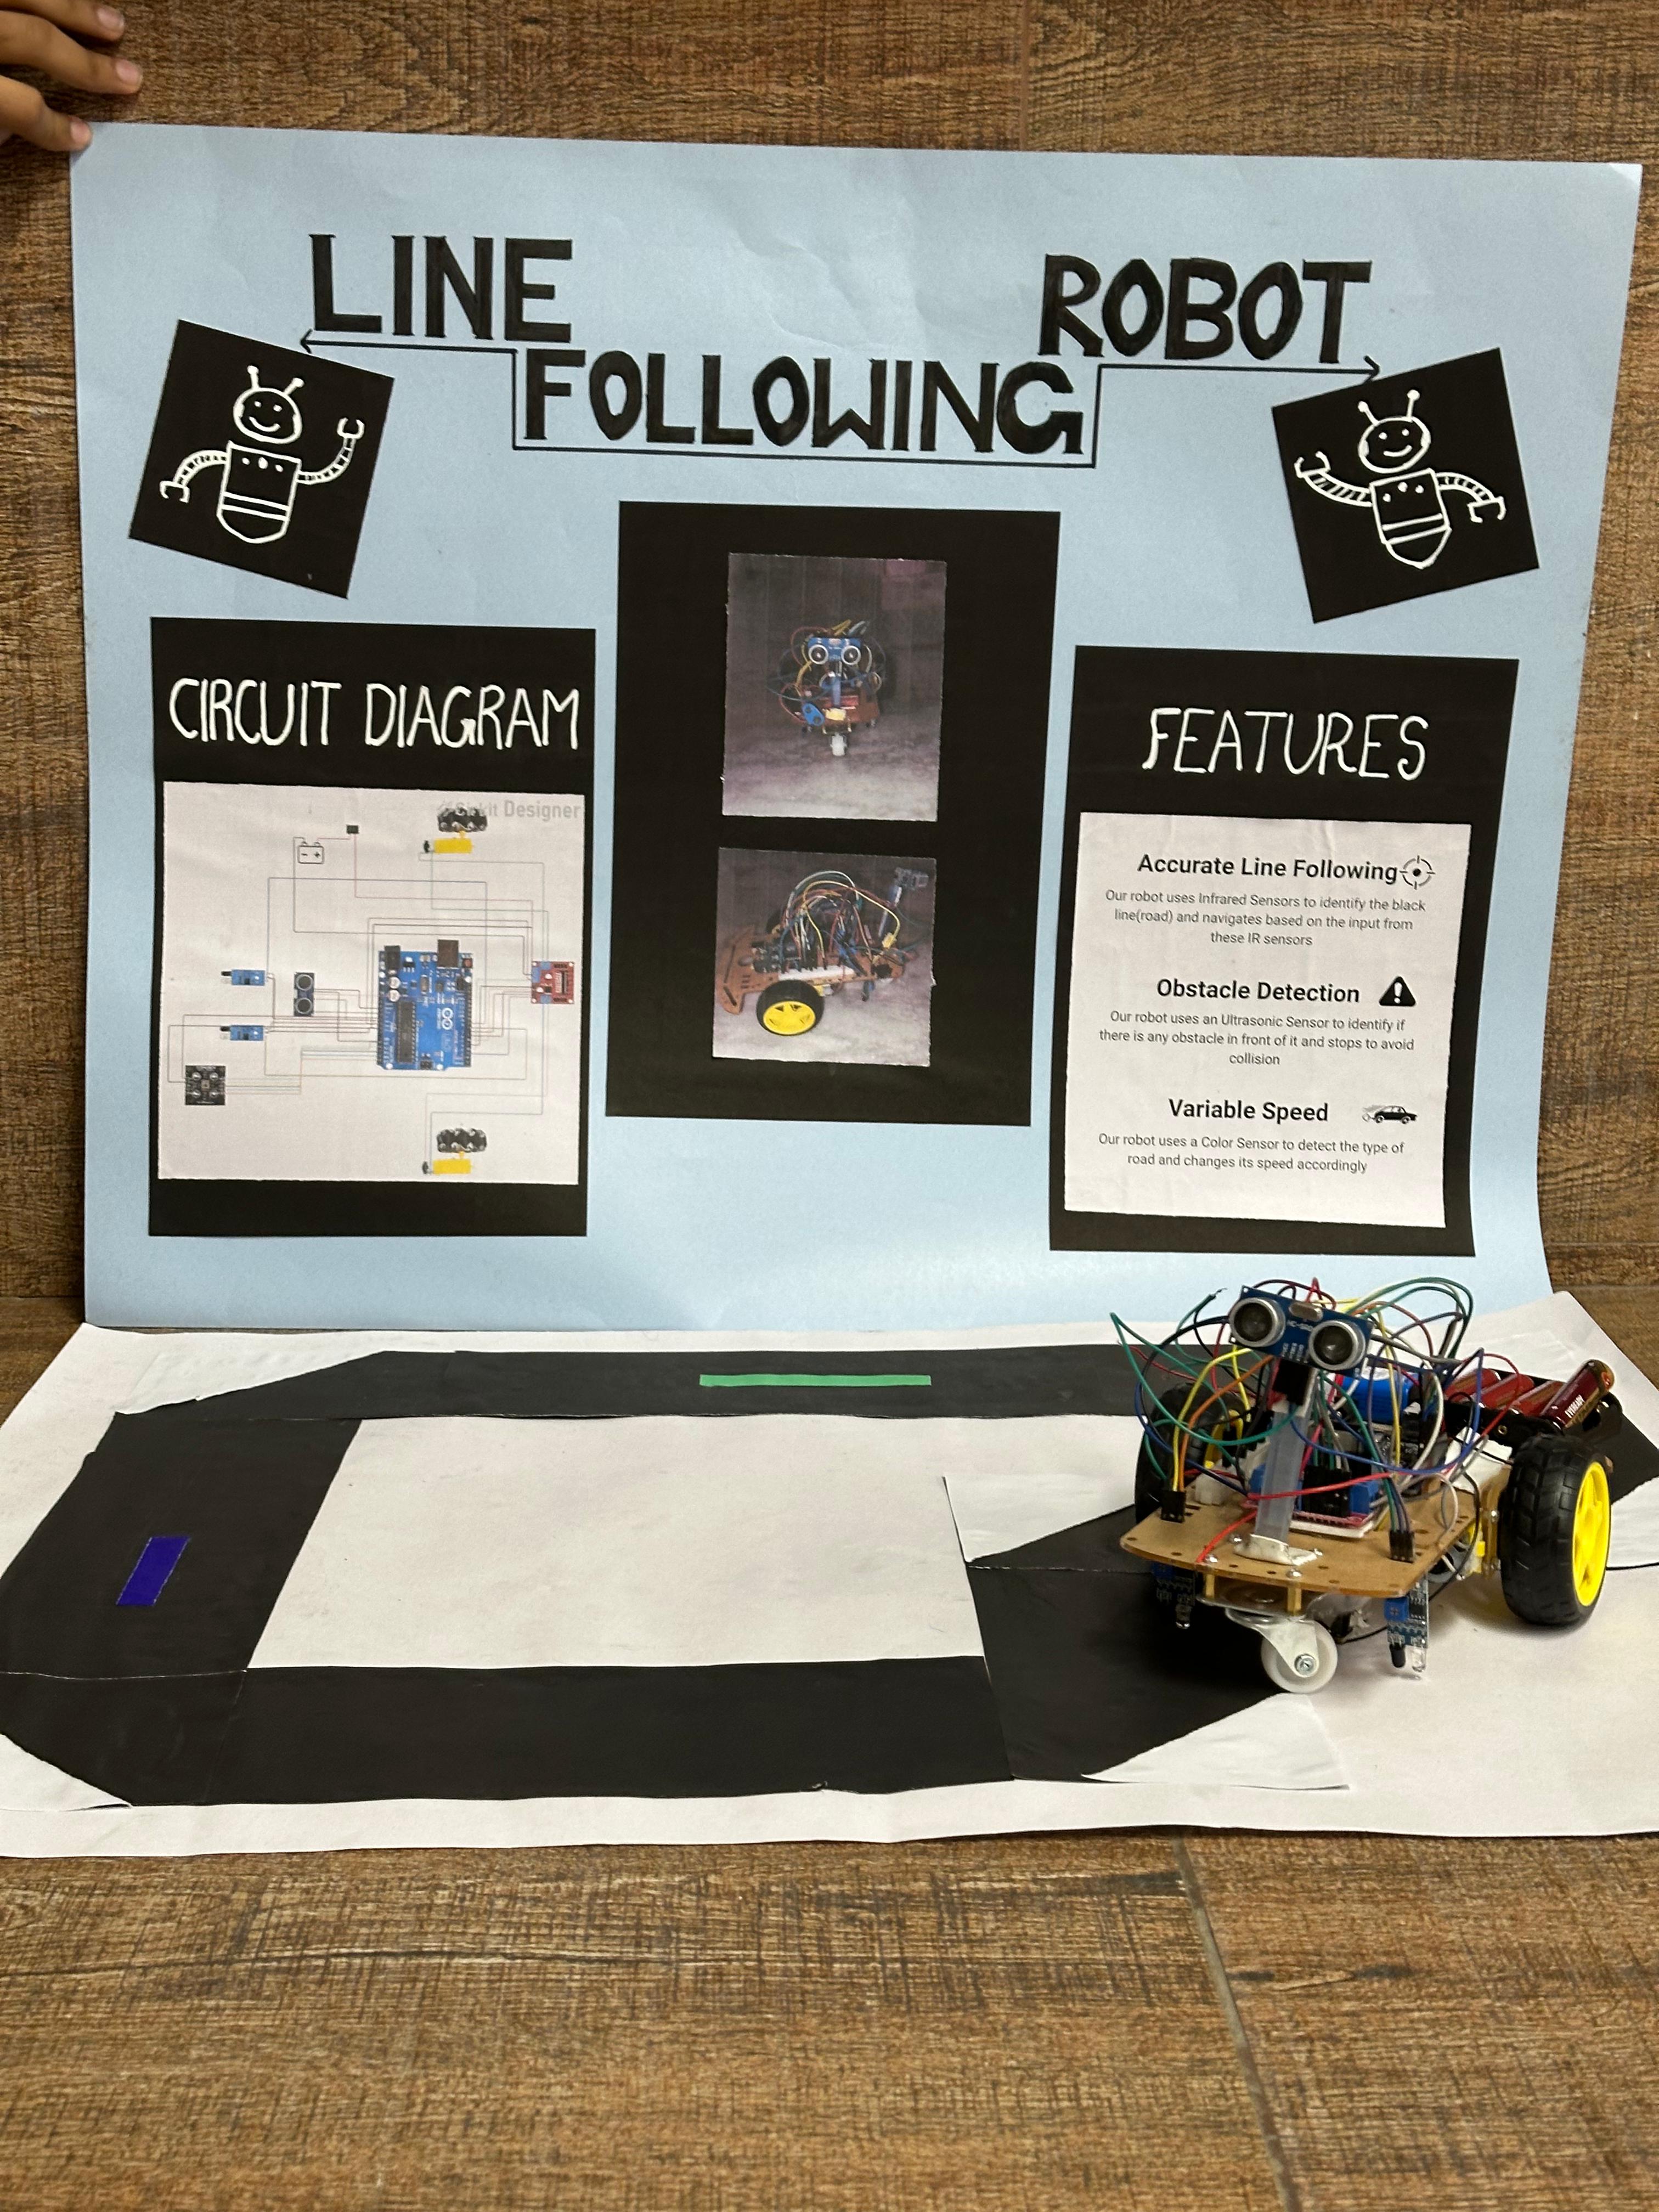 LINE
ROBOT
FOLLOWING
CIRCUIT DIAGRAM
Designer
FEATURES
Accurate Line Following
Our robot uses Infrared Sensors to identify the black
line(road) and navigates based on the input from
these IR sensors
Obstacle Detection
Our robot uses an Ultrasonic Sensor to identify if
there is any obstacle in front of it and stops to avoid
collision
Variable Speed
Our robot uses a Color Sensor to detect the type of
road and changes its speed accordingly